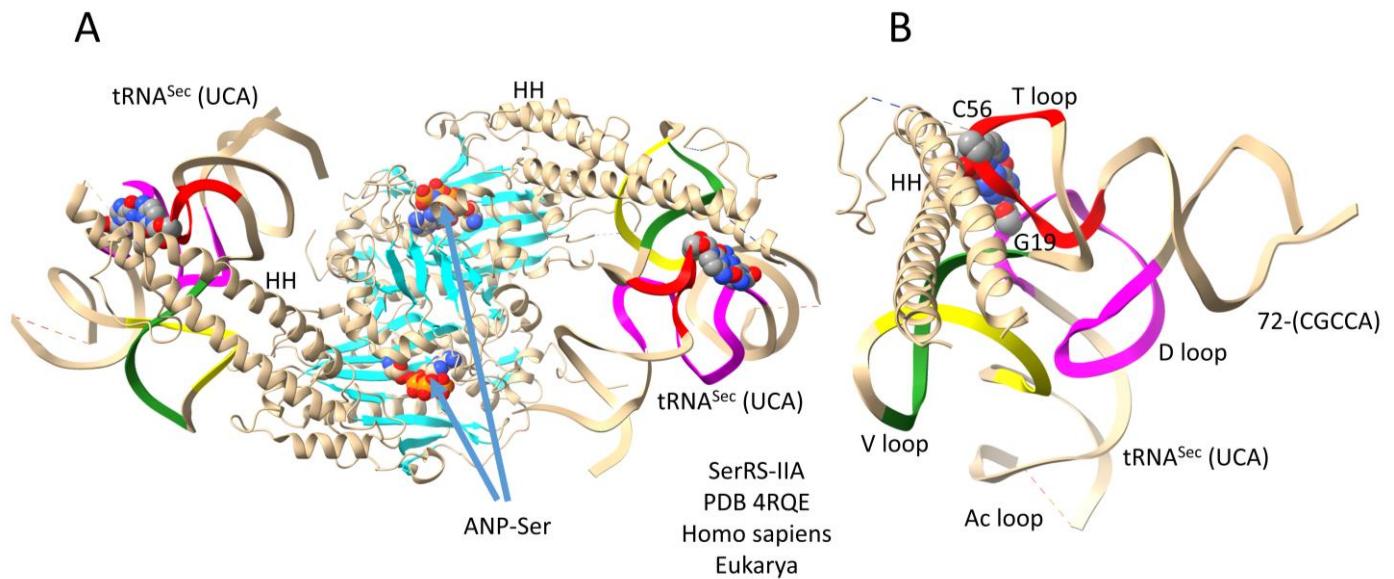 A
tRNASec (UCA)
HH
HH
tRNASec (UCA)
ANP-Ser
SerRS-IIA
PDB 4RQE
Homo sapiens
Eukarya
B
C56
T loop
HH
G19
72-(CGCCA)
D loop
V loop
tRNASec (UCA)
Ac loop